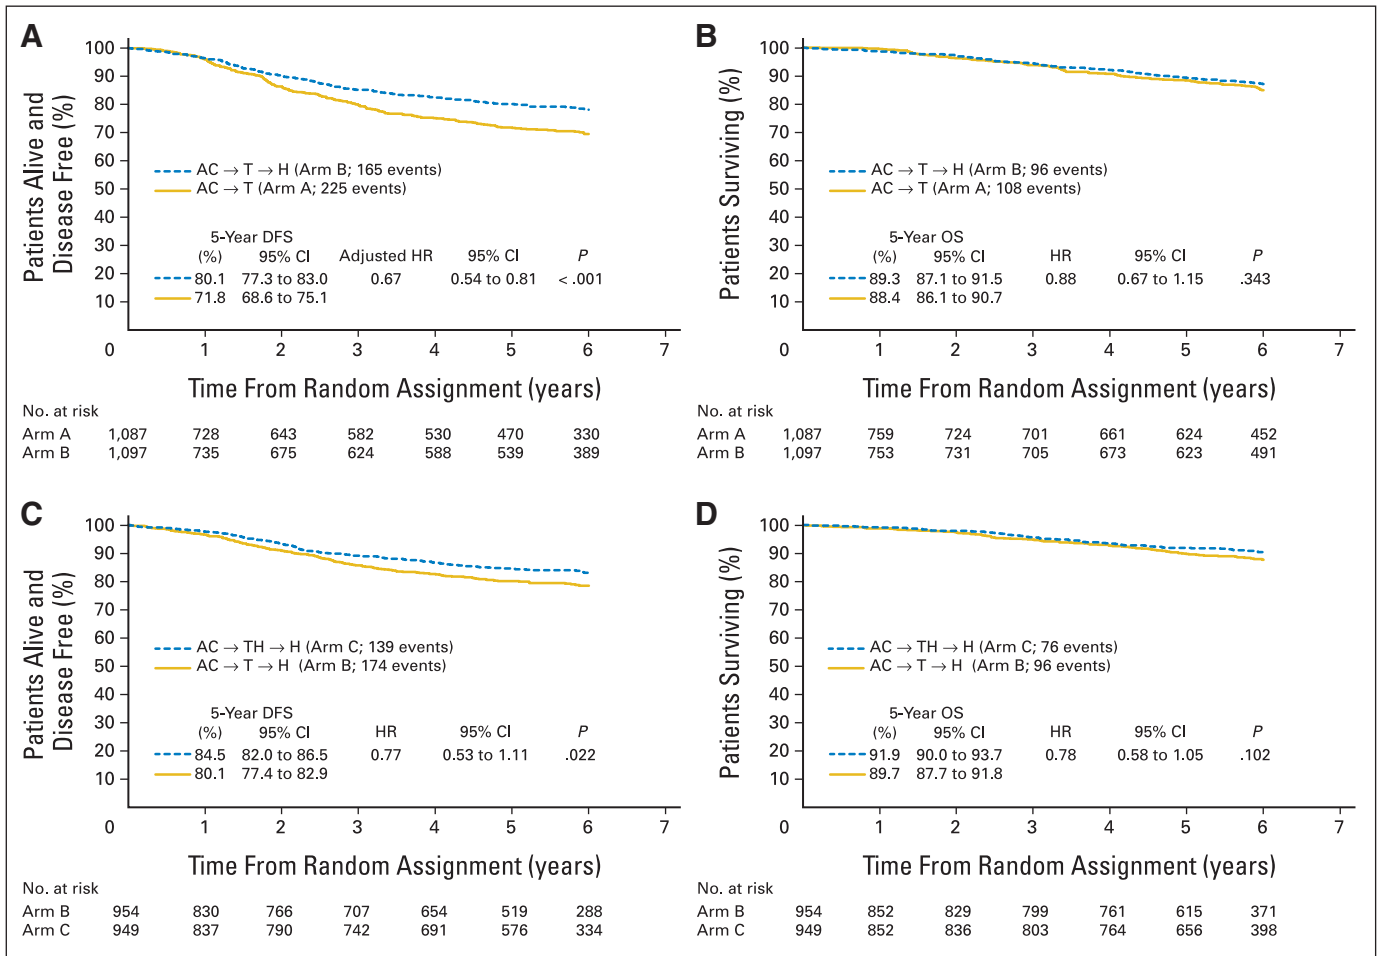 A
Patients Alive and
Disease Free (%)
100
90
80
70
60
50
40
30
20
10
0
AC → T → H (Arm B; 165 events)
AC → T (Arm A; 225 events)
5-Year DFS
(%) 95% CI Adjusted HR 95% CI P
80.1 77.3 to 83.0 0.67 0.54 to 0.81 < .001
71.8 68.6 to 75.1
1 2 3 4 5 6 7
Time From Random Assignment (years)
No. at risk
Arm A 1,087 728 643 582 530 470 330
Arm B 1,097 735 675 624 588 539 389
B
Patients Surviving (%)
100
90
80
70
60
50
40
30
20
10
0
AC → T → H (Arm B; 96 events)
AC → T (Arm A; 108 events)
5-Year OS
(%) 95% CI HR 95% CI P
89.3 87.1 to 91.5 0.88 0.67 to 1.15 .343
88.4 86.1 to 90.7
1 2 3 4 5 6 7
Time From Random Assignment (years)
No. at risk
Arm A 1,087 759 724 701 661 624 452
Arm B 1,097 753 731 705 673 623 491
C
Patients Alive and
Disease Free (%)
100
90
80
70
60
50
40
30
20
10
0
AC → TH → H (Arm C; 139 events)
AC → T → H (Arm B; 174 events)
5-Year DFS
(%) 95% CI HR 95% CI P
84.5 82.0 to 86.5 0.77 0.53 to 1.11 .022
80.1 77.4 to 82.9
1 2 3 4 5 6 7
Time From Random Assignment (years)
No. at risk
Arm B 954 830 766 707 654 519 288
Arm C 949 837 790 742 691 576 334
D
Patients Surviving (%)
100
90
80
70
60
50
40
30
20
10
0
AC → TH → H (Arm C; 76 events)
AC → T → H (Arm B; 96 events)
5-Year OS
(%) 95% CI HR 95% CI P
91.9 90.0 to 93.7 0.78 0.58 to 1.05 .102
89.7 87.7 to 91.8
1 2 3 4 5 6 7
Time From Random Assignment (years)
No. at risk
Arm B 954 852 829 799 761 615 371
Arm C 949 852 836 803 764 656 398